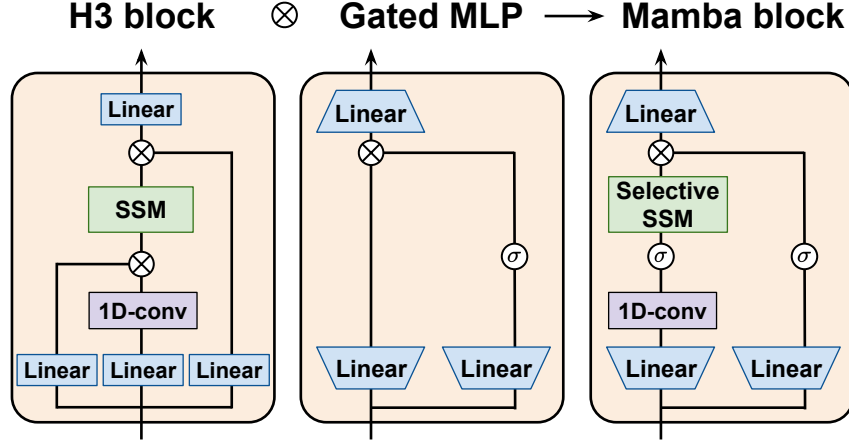 H3 block ⊗ Gated MLP → Mamba block
Linear
SSM
1D-conv
Linear Linear Linear
Linear
σ
Linear Linear
Linear
Selective
SSM
σ σ
1D-conv
Linear Linear